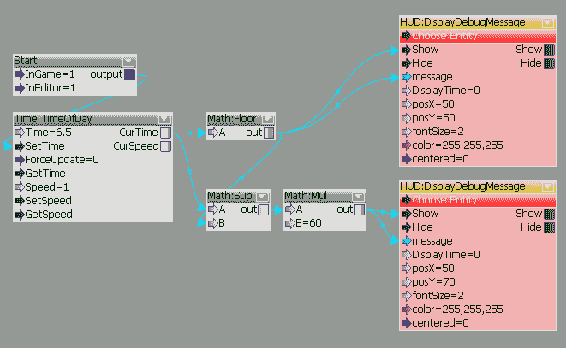 Start
InGame=1 output
InEditor=1
Time:TimeOfDay
Time=6.5 CurTime
SetTime CurSpeed
ForceUpdate=0
GetTime
Speed=1
SetSpeed
GetSpeed
Math:Floor
A out
Math:Sub
A out
B
Math:Mul
A out
B=60
HUD:DisplayDebugMessage
Choose Entity
Show Show
Hide Hide
message
DisplayTime=0
posX=50
posY=50
fontSize=2
color=255,255,255
centered=0
HUD:DisplayDebugMessage
Choose Entity
Show Show
Hide Hide
message
DisplayTime=0
posX=50
posY=70
fontSize=2
color=255,255,255
centered=0